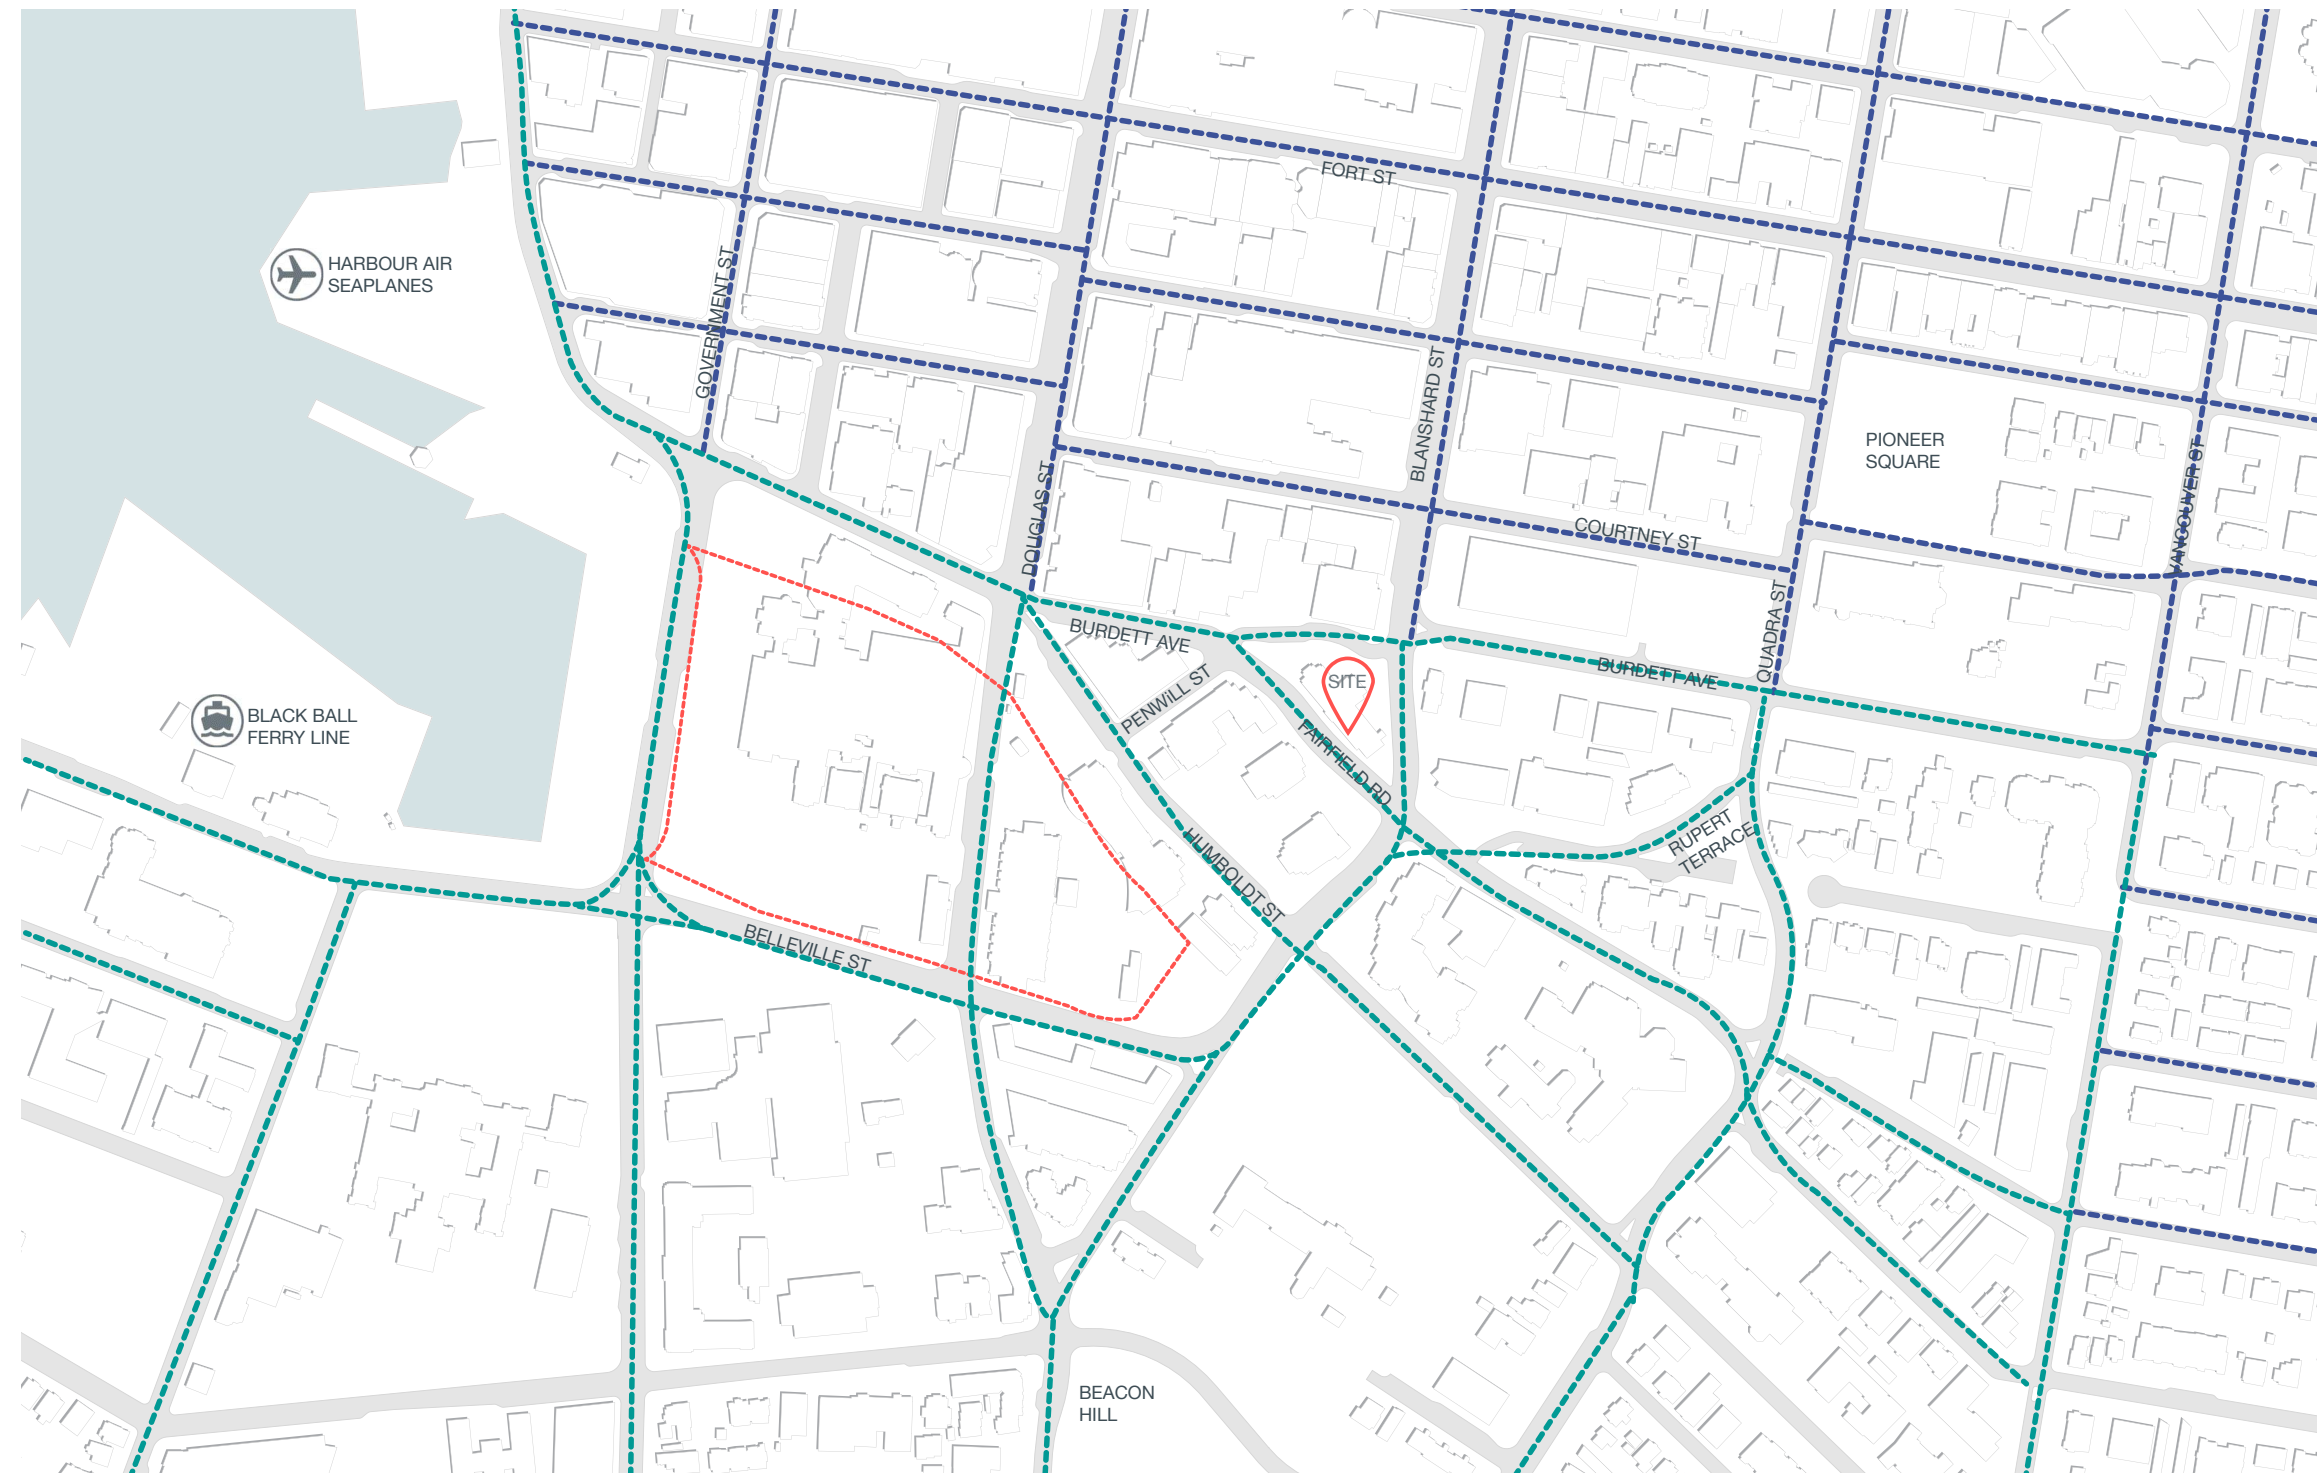 FORT ST
HARBOUR AIR
SEAPLANES
GOVERNMENT ST
BLANSHARD ST
PIONEER
SQUARE
VANCOUVER ST
DOUGLAS ST
COURTNEY ST
QUADRA ST
BURDETT AVE
PENWiLL ST
SITE
BURDETT AVE
BLACK BALL
FERRY LINE
FAIRFIELD RD
RUPERT
TERRACE
HUMBOLDT ST
BELLEVILLE ST
BEACON
HILL